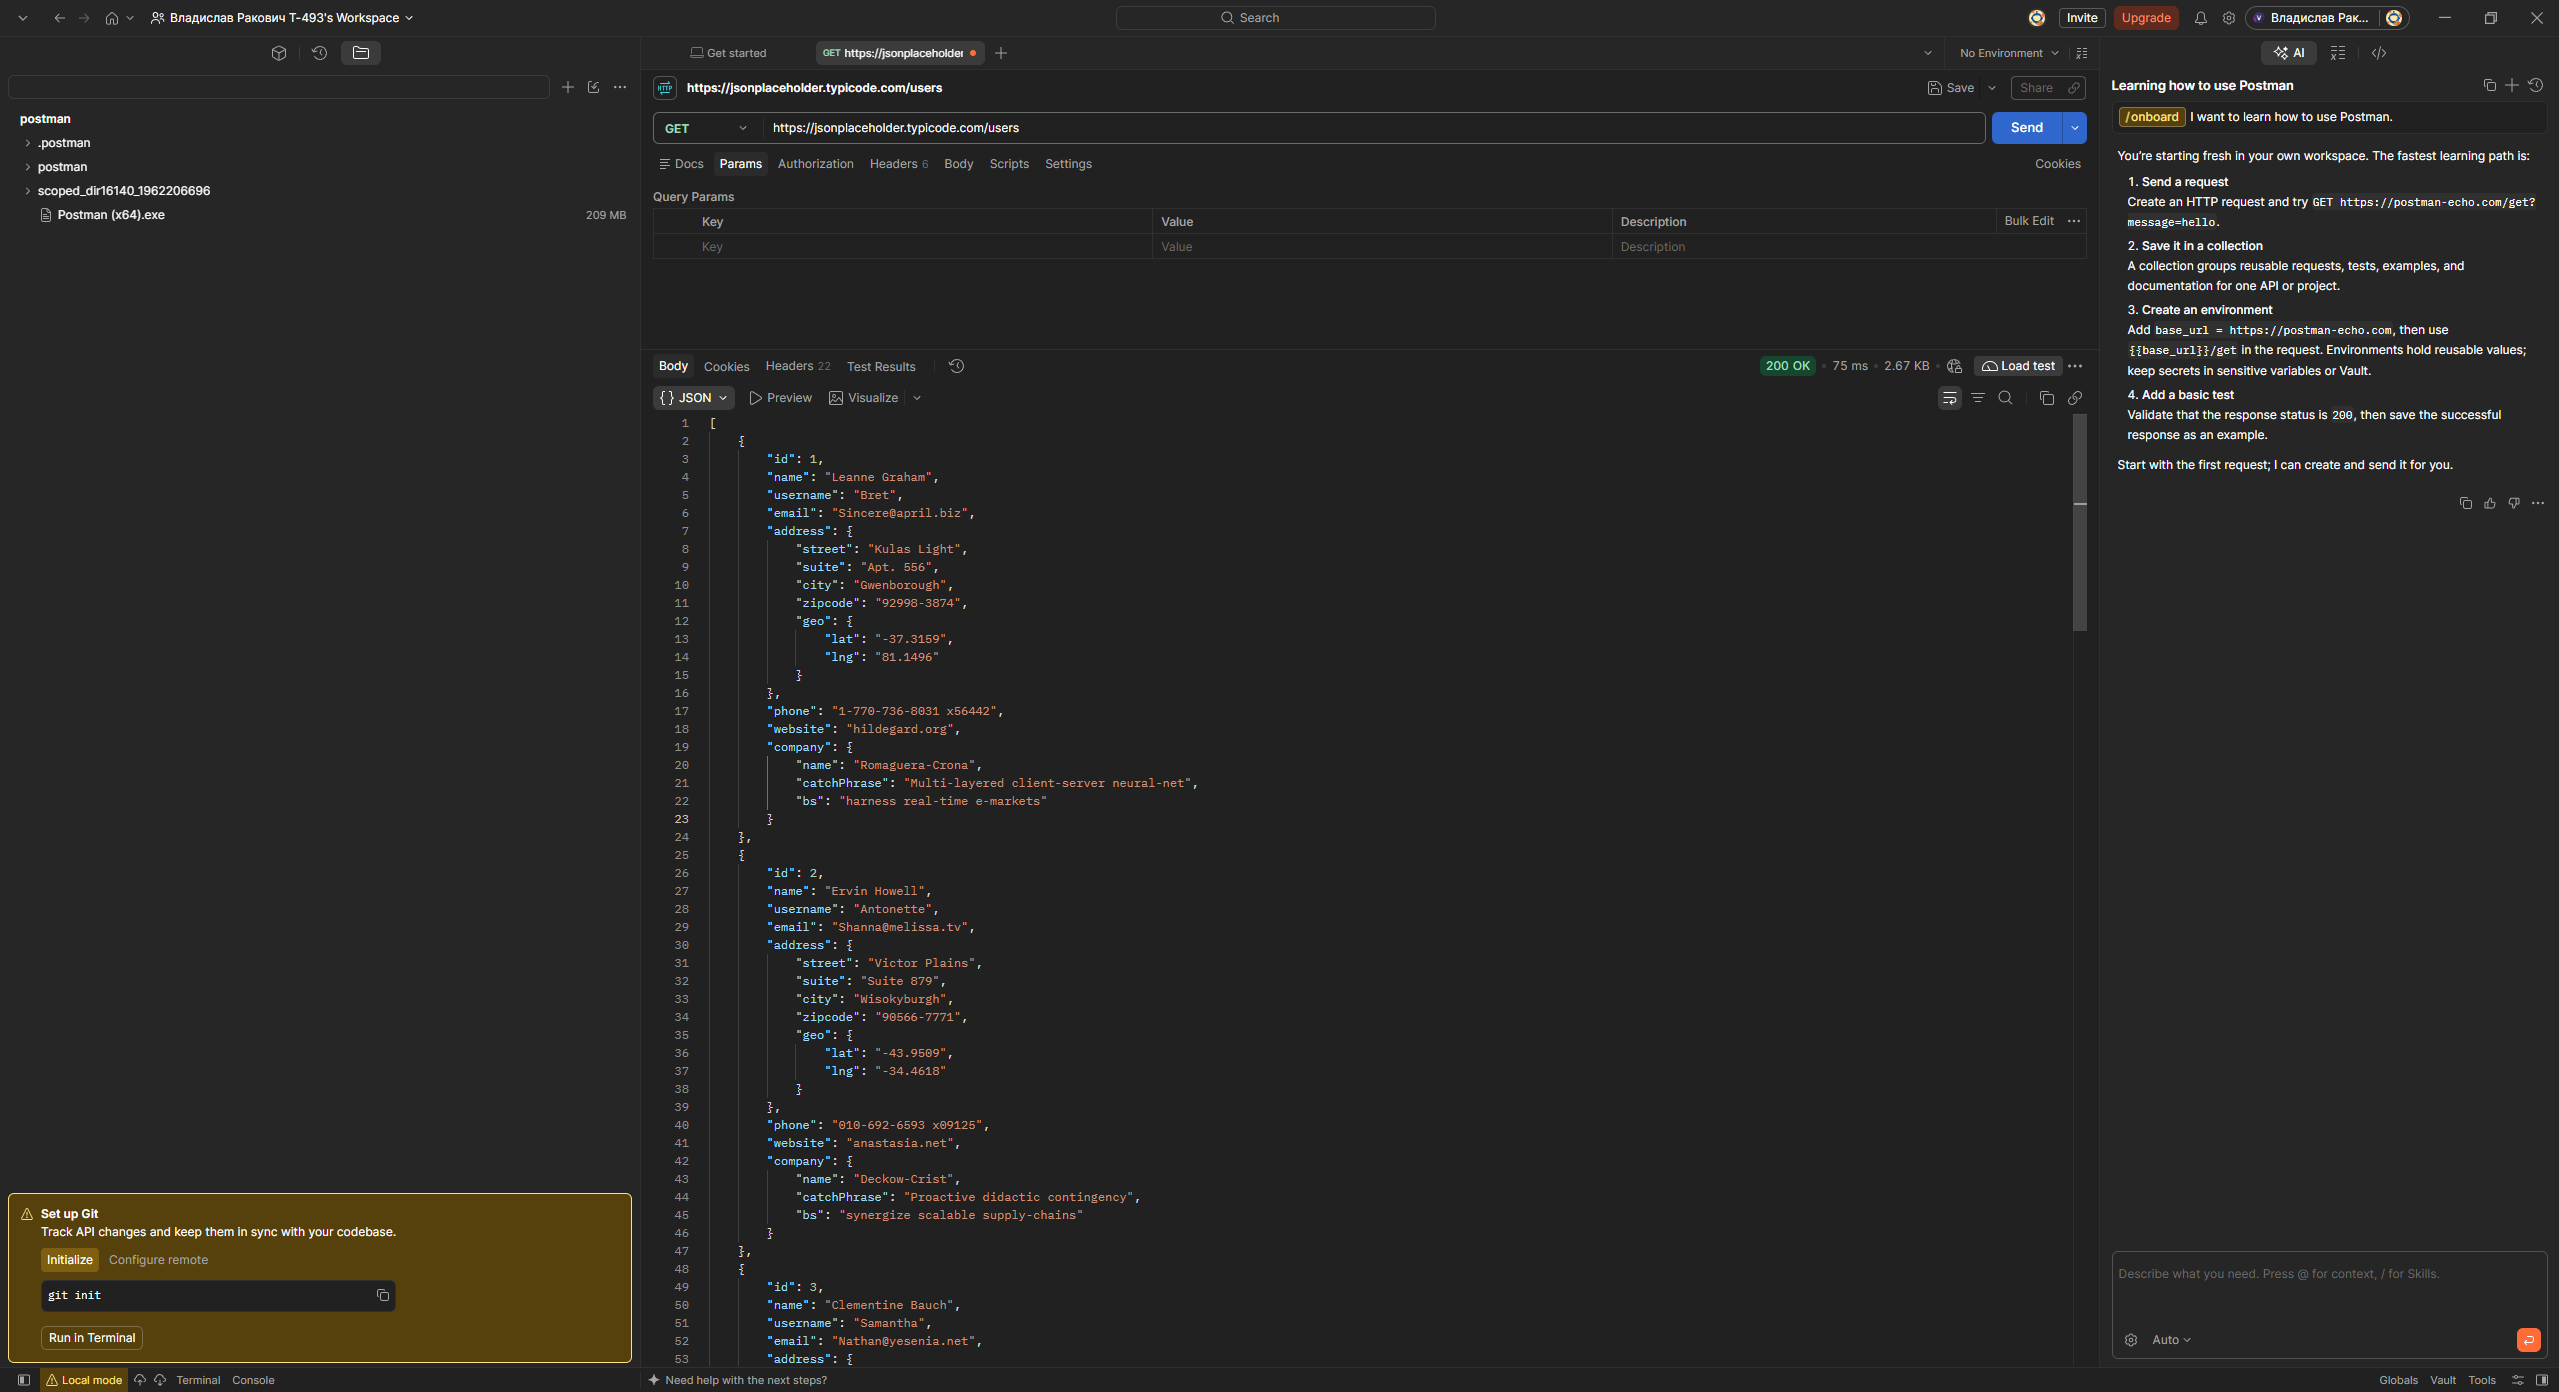 Владислав Ракович Т-493's Workspace
Search
Invite
Upgrade
Владислав Рак...
Get started
GET https://jsonplaceholder
No Environment
AI
postman
.postman
postman
scoped_dir16140_1962206696
Postman (x64).exe
209 MB
HTTP
https://jsonplaceholder.typicode.com/users
Save
Share
GET
https://jsonplaceholder.typicode.com/users
Send
Docs
Params
Authorization
Headers 6
Body
Scripts
Settings
Cookies
Query Params
Key
Value
Description
Bulk Edit
Key
Value
Description
Body
Cookies
Headers 22
Test Results
200 OK
75 ms
2.67 KB
Load test
{} JSON
Preview
Visualize
1 [
2 {
3 "id": 1,
4 "name": "Leanne Graham",
5 "username": "Bret",
6 "email": "Sincere@april.biz",
7 "address": {
8 "street": "Kulas Light",
9 "suite": "Apt. 556",
10 "city": "Gwenborough",
11 "zipcode": "92998-3874",
12 "geo": {
13 "lat": "-37.3159",
14 "lng": "81.1496"
15 }
16 },
17 "phone": "1-770-736-8031 x56442",
18 "website": "hildegard.org",
19 "company": {
20 "name": "Romaguera-Crona",
21 "catchPhrase": "Multi-layered client-server neural-net",
22 "bs": "harness real-time e-markets"
23 }
24 },
25 {
26 "id": 2,
27 "name": "Ervin Howell",
28 "username": "Antonette",
29 "email": "Shanna@melissa.tv",
30 "address": {
31 "street": "Victor Plains",
32 "suite": "Suite 879",
33 "city": "Wisokyburgh",
34 "zipcode": "90566-7771",
35 "geo": {
36 "lat": "-43.9509",
37 "lng": "-34.4618"
38 }
39 },
40 "phone": "010-692-6593 x09125",
41 "website": "anastasia.net",
42 "company": {
43 "name": "Deckow-Crist",
44 "catchPhrase": "Proactive didactic contingency",
45 "bs": "synergize scalable supply-chains"
46 }
47 },
48 {
49 "id": 3,
50 "name": "Clementine Bauch",
51 "username": "Samantha",
52 "email": "Nathan@yesenia.net",
53 "address": {
Learning how to use Postman
/onboard I want to learn how to use Postman.
You're starting fresh in your own workspace. The fastest learning path is:
1. Send a request
Create an HTTP request and try GET https://postman-echo.com/get?
message=hello.
2. Save it in a collection
A collection groups reusable requests, tests, examples, and
documentation for one API or project.
3. Create an environment
Add base_url = https://postman-echo.com, then use
{{base_url}}/get in the request. Environments hold reusable values;
keep secrets in sensitive variables or Vault.
4. Add a basic test
Validate that the response status is 200, then save the successful
response as an example.
Start with the first request; I can create and send it for you.
Describe what you need. Press @ for context, / for Skills.
Auto
Set up Git
Track API changes and keep them in sync with your codebase.
Initialize
Configure remote
git init
Run in Terminal
Local mode
Terminal
Console
Need help with the next steps?
Globals
Vault
Tools